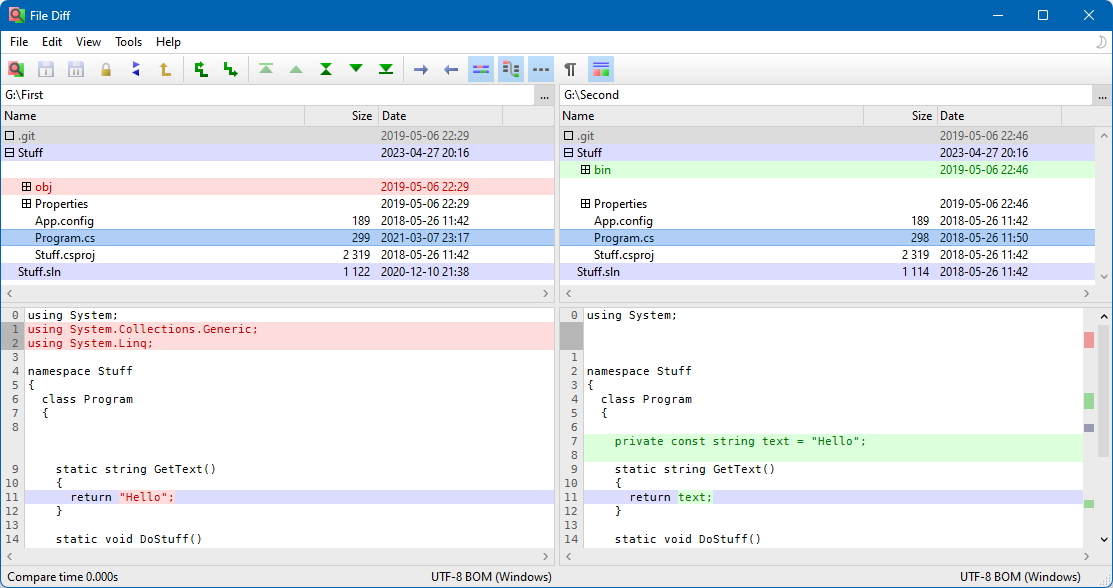 File Diff
File Edit View Tools Help
G:\First ...
Name Size Date
.git 2019-05-06 22:29
Stuff 2023-04-27 20:16
obj 2019-05-06 22:29
Properties 2019-05-06 22:29
App.config 189 2018-05-26 11:42
Program.cs 299 2021-03-07 23:17
Stuff.csproj 2 319 2018-05-26 11:42
Stuff.sln 1 122 2020-12-10 21:38
G:\Second ...
Name Size Date
.git 2019-05-06 22:46
Stuff 2023-04-27 20:16
bin 2019-05-06 22:46
Properties 2019-05-06 22:46
App.config 189 2018-05-26 11:42
Program.cs 298 2018-05-26 11:50
Stuff.csproj 2 319 2018-05-26 11:42
Stuff.sln 1 114 2018-05-26 11:42
0 using System;
1 using System.Collections.Generic;
2 using System.Linq;
3
4 namespace Stuff
5 {
6 class Program
7 {
8
9 static string GetText()
10 {
11 return "Hello";
12 }
13
14 static void DoStuff()
0 using System;
1
2 namespace Stuff
3 {
4 class Program
5 {
6
7 private const string text = "Hello";
8
9 static string GetText()
10 {
11 return text;
12 }
13
14 static void DoStuff()
Compare time 0.000s UTF-8 BOM (Windows) UTF-8 BOM (Windows)